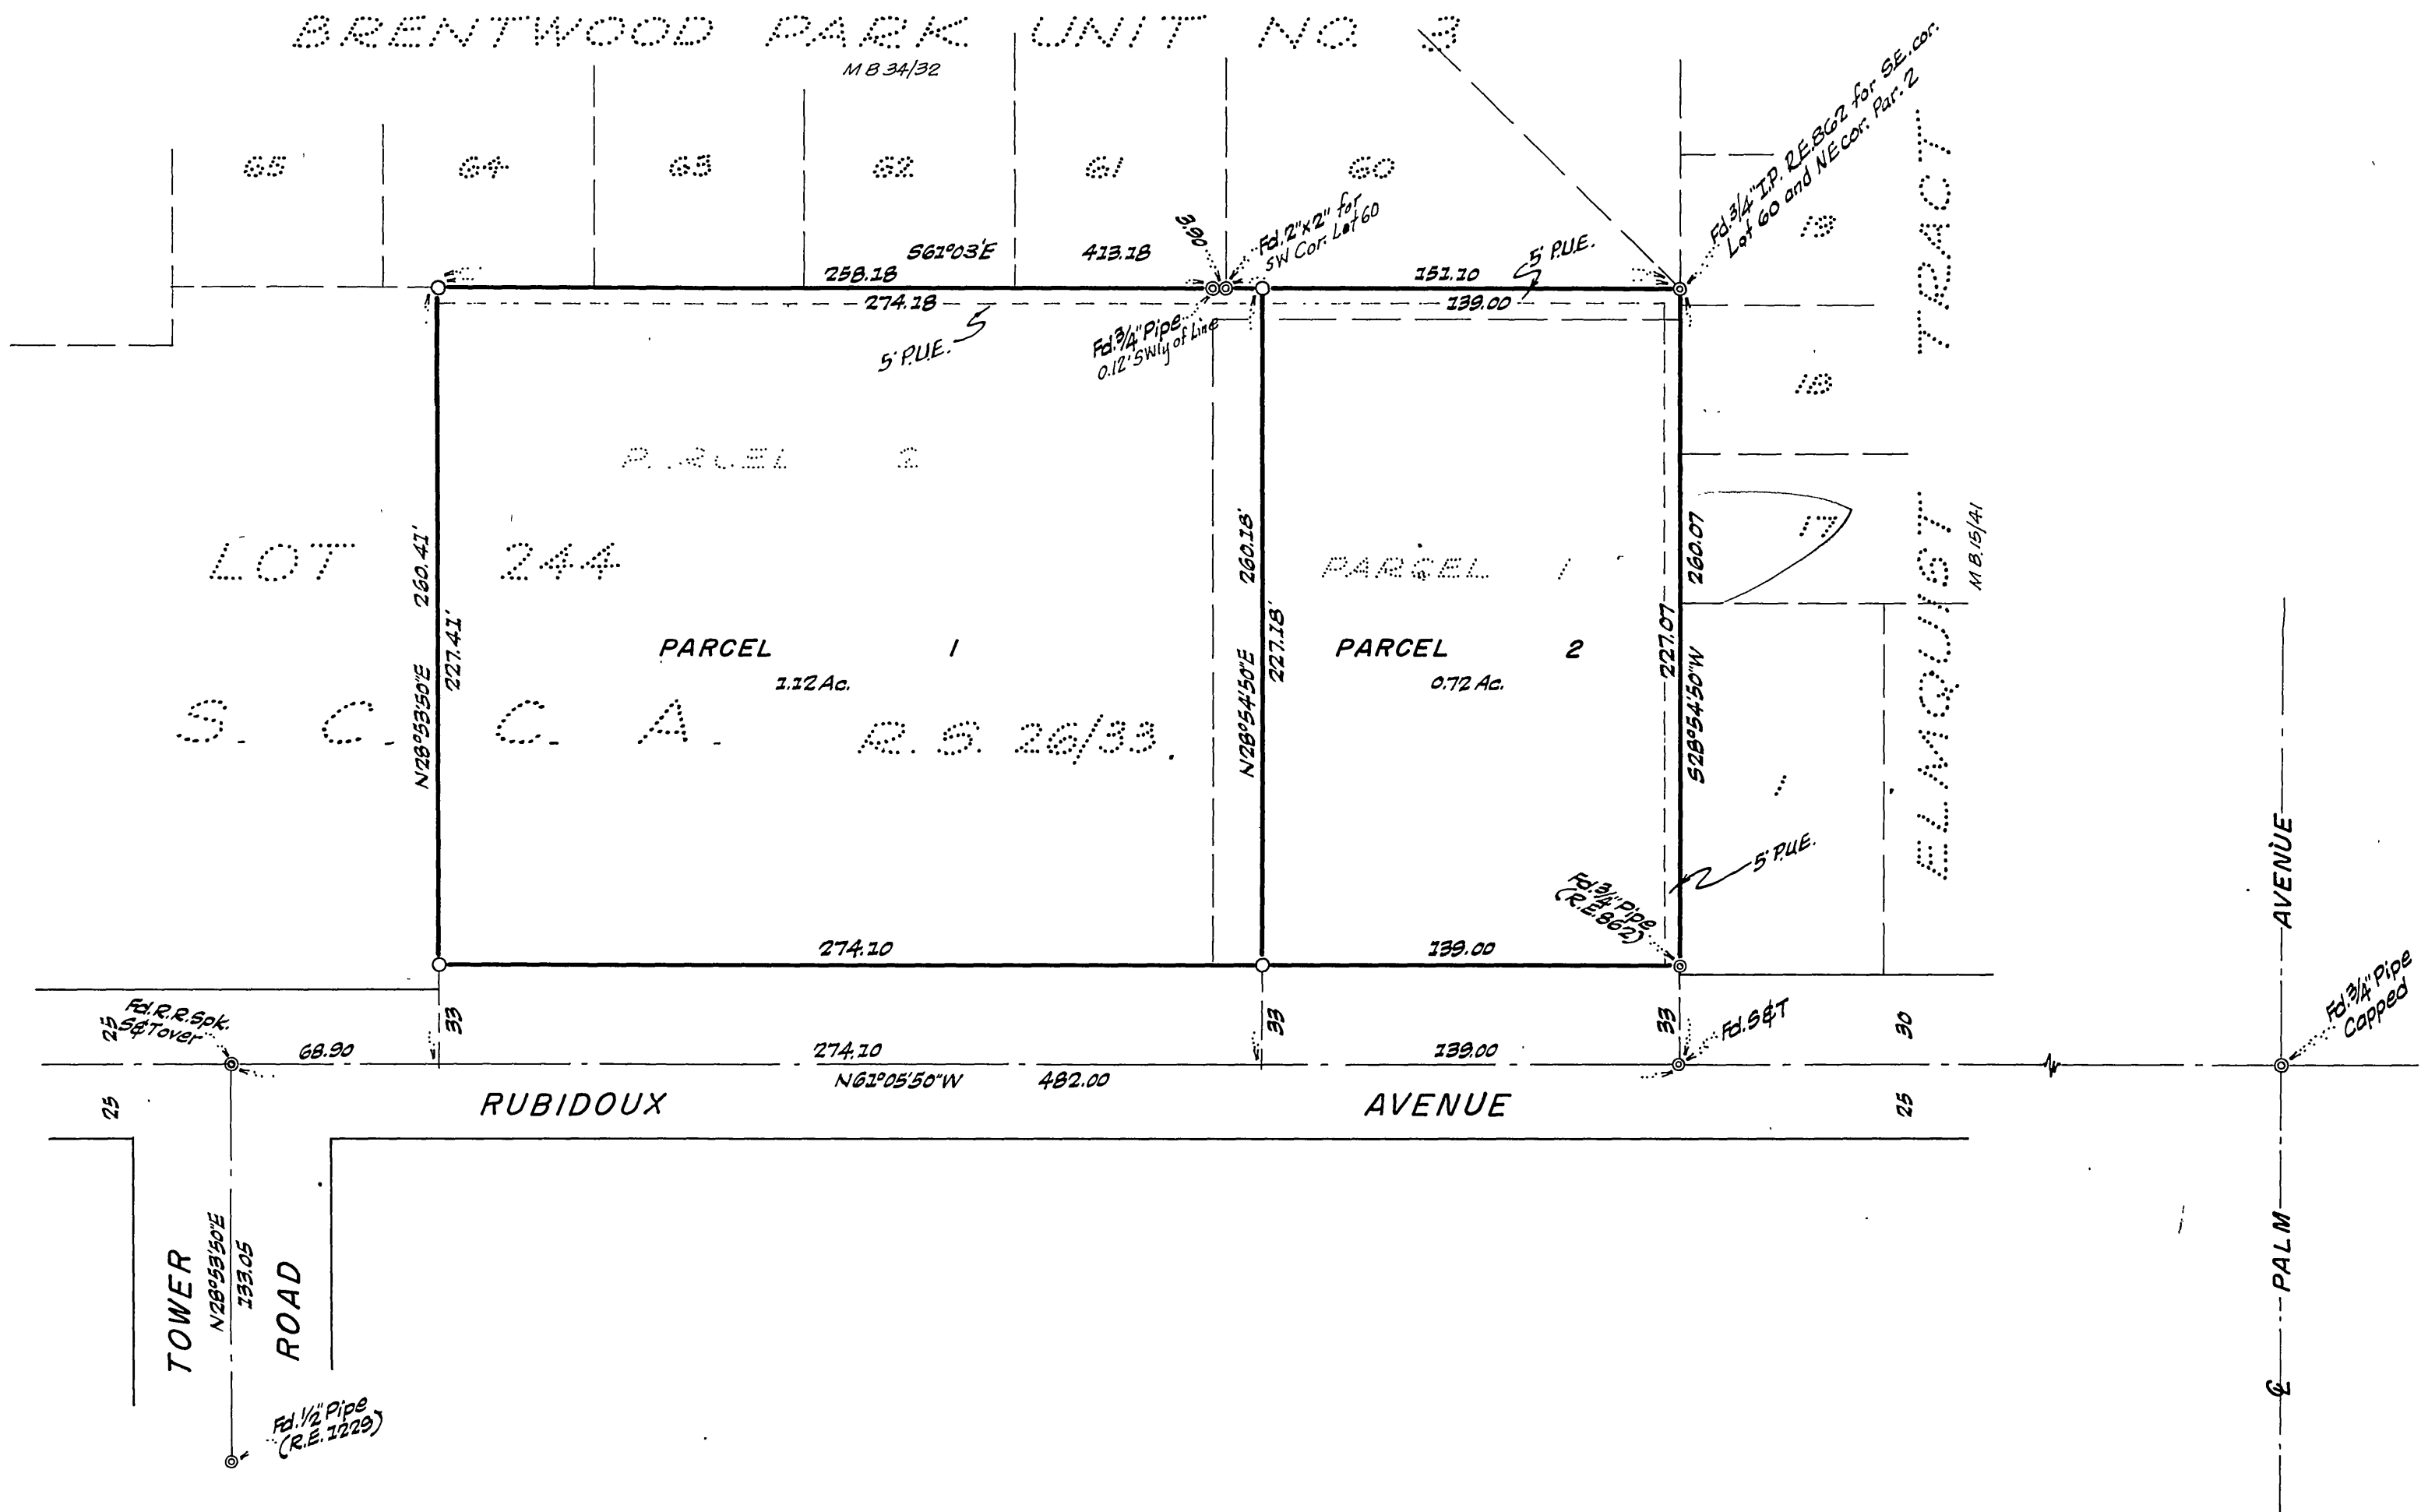 BRENTWOOD PARK UNIT NO. 3
M B 34/32
65
64
63
62
61
60
S61°03'E 413.18
258.18
274.18
3.90
Fd. 2"x2" for
SW Cor. Lot 60
151.10
139.00
5' P.U.E.
Fd. 3/4" I.P. R.E. 862 for S.E. cor.
Lot 60 and NE cor. Par. 2
5' P.U.E.
Fd. 3/4" Pipe
0.12' SWly of Line
19
18
17
1
ELMQUIST TRACT
M B. 15/41
PARCEL 2
LOT 244
S. C. C. A. R. S. 26/33.
PARCEL 1
N28°53'50"E 260.41'
227.41'
PARCEL 1
1.12 Ac.
N28°54'50"E 260.18'
227.18'
PARCEL 2
0.72 Ac.
227.07
S28°54'50"W 260.07
5' P.U.E.
Fd. 3/4" Pipe
(R.E. 862)
274.10
139.00
Fd. R.R. Spk.
S&T over
25
33
33
33
Fd. S&T
30
68.90
274.10
139.00
N61°05'50"W 482.00
25
RUBIDOUX AVENUE
25
Fd. 3/4" Pipe
Capped
TOWER ROAD
N28°53'50"E
133.05
Fd. 1/2" Pipe
(R.E. 1229)
℄ PALM AVENUE